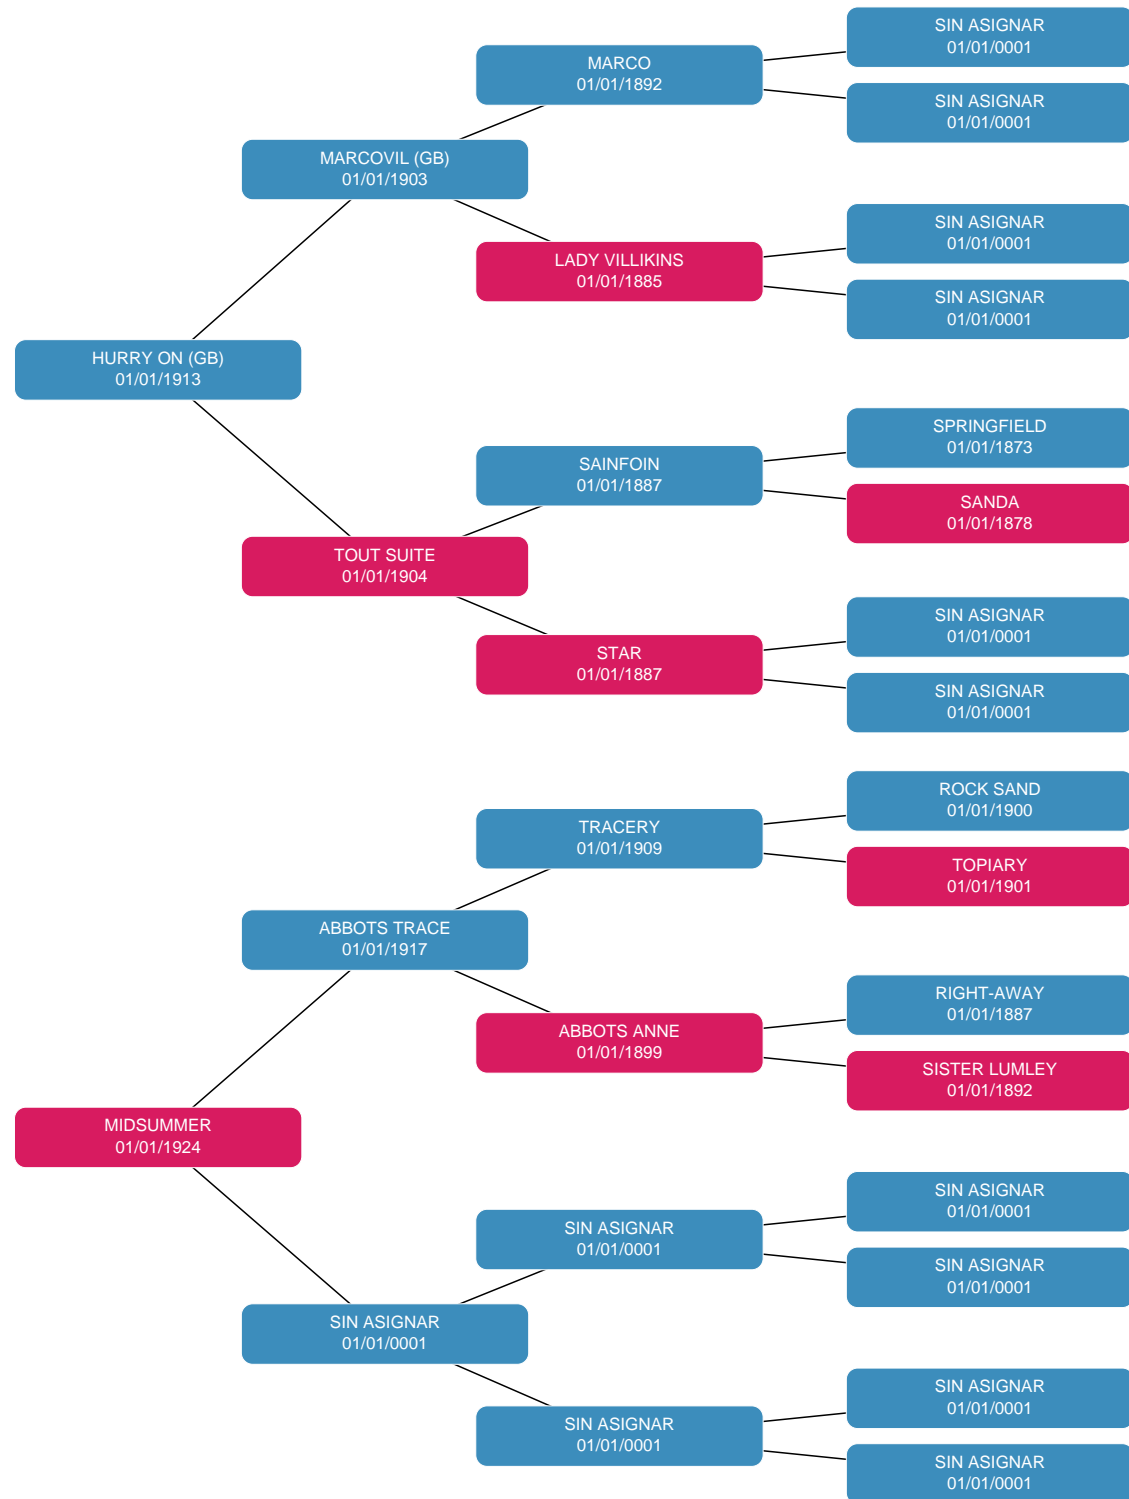 SIN ASIGNAR
01/01/0001
MARCO
01/01/1892
SIN ASIGNAR
01/01/0001
MARCOVIL (GB)
01/01/1903
SIN ASIGNAR
01/01/0001
LADY VILLIKINS
01/01/1885
SIN ASIGNAR
01/01/0001
HURRY ON (GB)
01/01/1913
SPRINGFIELD
01/01/1873
SAINFOIN
01/01/1887
SANDA
01/01/1878
TOUT SUITE
01/01/1904
SIN ASIGNAR
01/01/0001
STAR
01/01/1887
SIN ASIGNAR
01/01/0001
ROCK SAND
01/01/1900
TRACERY
01/01/1909
TOPIARY
01/01/1901
ABBOTS TRACE
01/01/1917
RIGHT-AWAY
01/01/1887
ABBOTS ANNE
01/01/1899
SISTER LUMLEY
01/01/1892
MIDSUMMER
01/01/1924
SIN ASIGNAR
01/01/0001
SIN ASIGNAR
01/01/0001
SIN ASIGNAR
01/01/0001
SIN ASIGNAR
01/01/0001
SIN ASIGNAR
01/01/0001
SIN ASIGNAR
01/01/0001
SIN ASIGNAR
01/01/0001